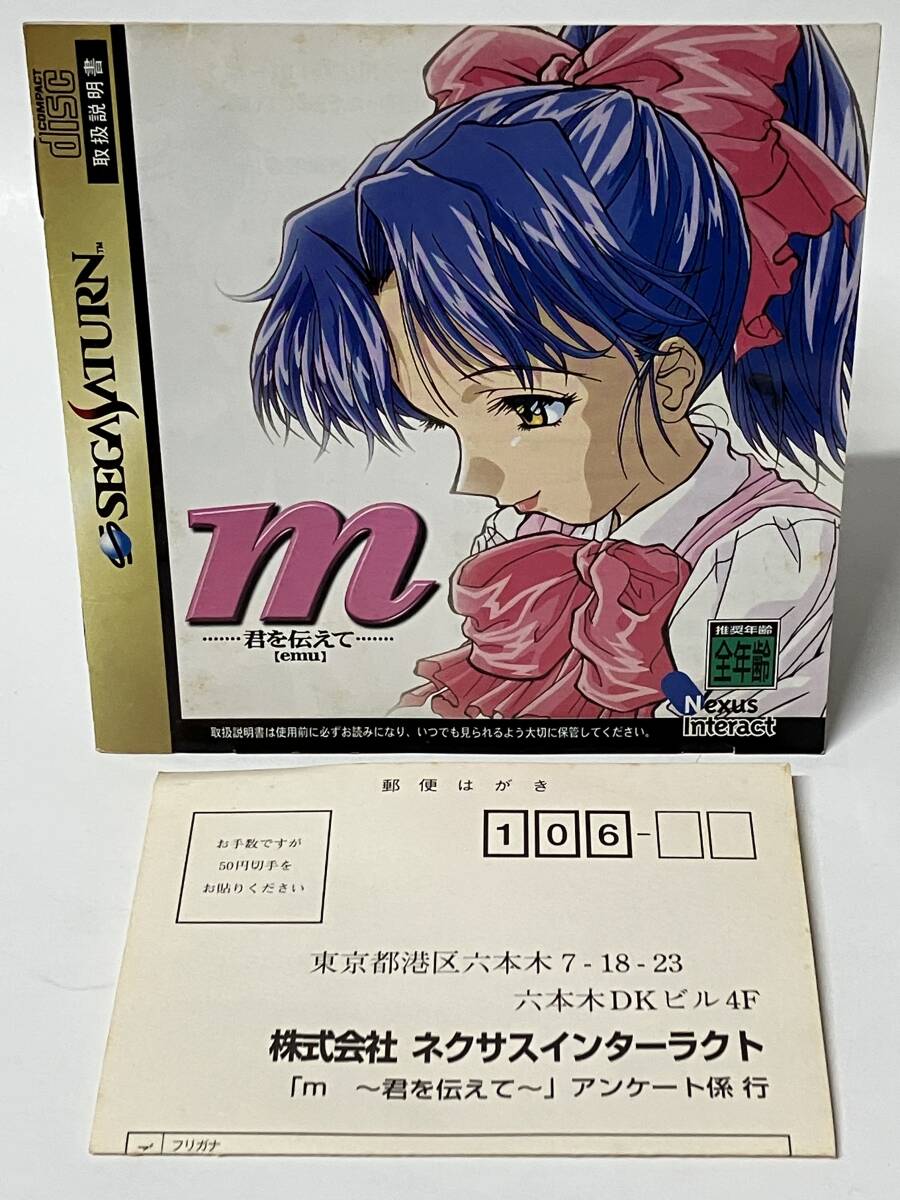 COMPACT
disc
取扱説明書
SEGASATURN™
m
……君を伝えて……
【emu】
推奨年齢
全年齢
Nexus
Interact
取扱説明書は使用前に必ずお読みになり、いつでも見られるよう大切に保管してください。
郵便はがき
お手数ですが
50円切手を
お貼りください
106-
東京都港区六本木7-18-23
六本木DKビル4F
株式会社 ネクサスインターラクト
「m ～君を伝えて～」アンケート係 行
フリガナ